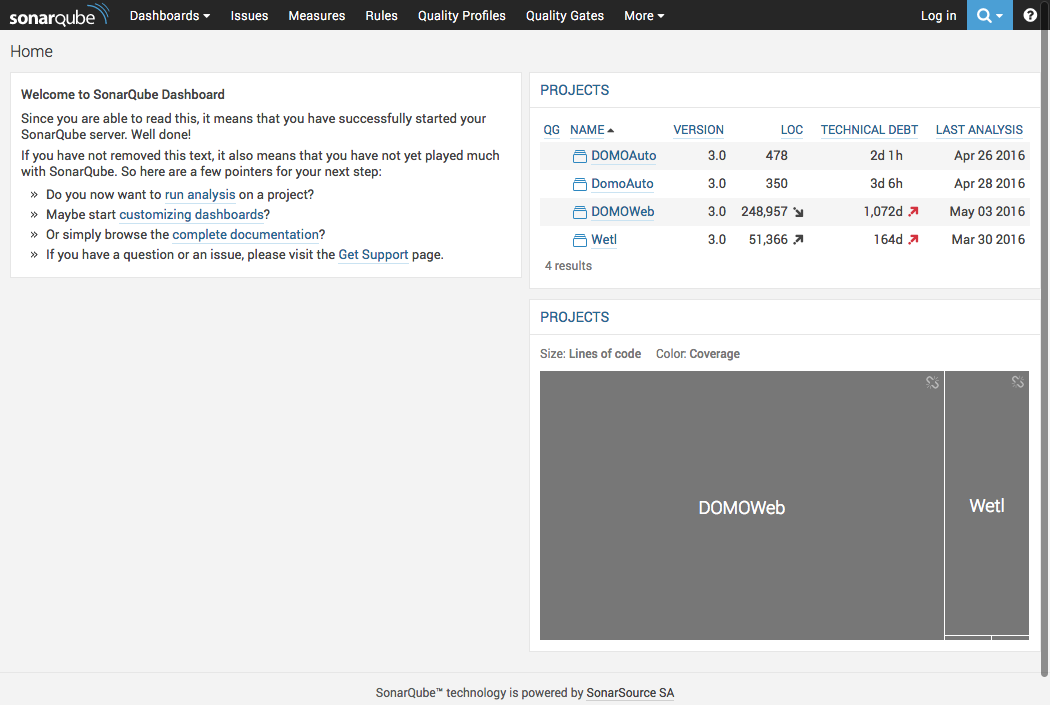 sonarqube Dashboards Issues Measures Rules Quality Profiles Quality Gates More Log in ?
Home
Welcome to SonarQube Dashboard
Since you are able to read this, it means that you have successfully started your
SonarQube server. Well done!
If you have not removed this text, it also means that you have not yet played much
with SonarQube. So here are a few pointers for your next step:
» Do you now want to run analysis on a project?
» Maybe start customizing dashboards?
» Or simply browse the complete documentation?
» If you have a question or an issue, please visit the Get Support page.
PROJECTS
QG NAME VERSION LOC TECHNICAL DEBT LAST ANALYSIS
DOMOAuto 3.0 478 2d 1h Apr 26 2016
DomoAuto 3.0 350 3d 6h Apr 28 2016
DOMOWeb 3.0 248,957 1,072d May 03 2016
Wetl 3.0 51,366 164d Mar 30 2016
4 results
PROJECTS
Size: Lines of code Color: Coverage
DOMOWeb
Wetl
SonarQube™ technology is powered by SonarSource SA